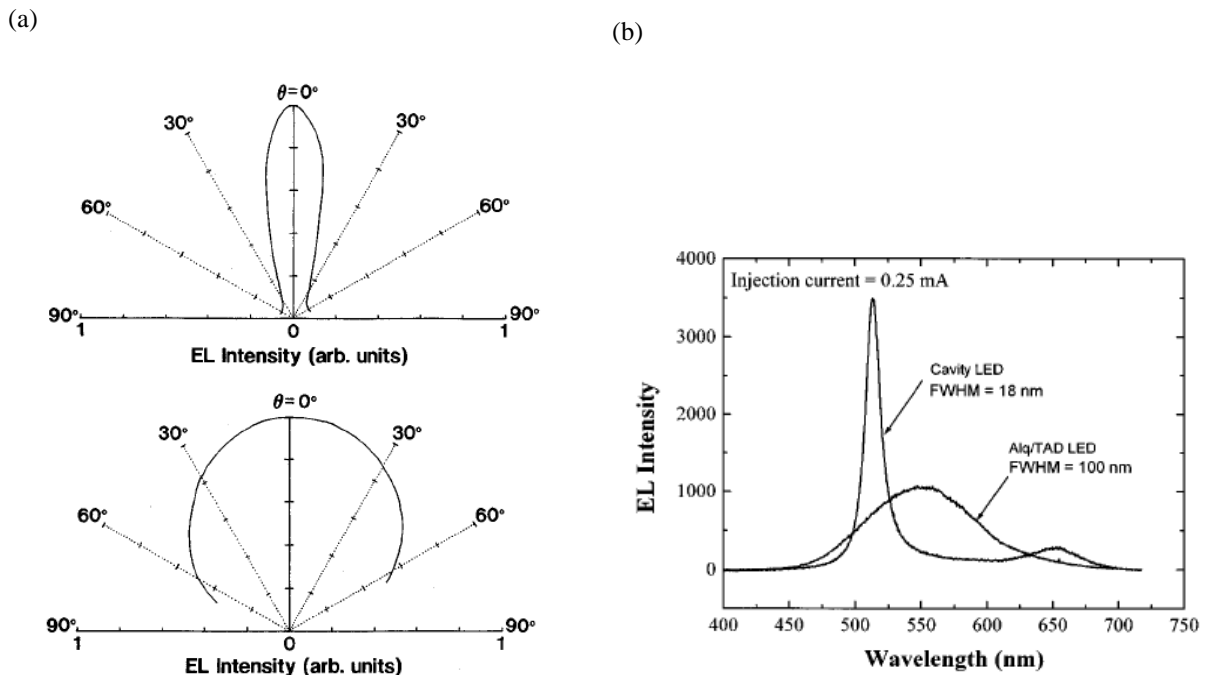 (a)
(b)
θ=0°
30°
30°
60°
60°
90°
90°
1
0
1
EL Intensity (arb. units)
θ=0°
30°
30°
60°
60°
90°
90°
1
0
1
EL Intensity (arb. units)
4000
3000
2000
1000
0
EL Intensity
Injection current = 0.25 mA
Cavity LED
FWHM = 18 nm
Alq/TAD LED
FWHM = 100 nm
400 450 500 550 600 650 700 750
Wavelength (nm)